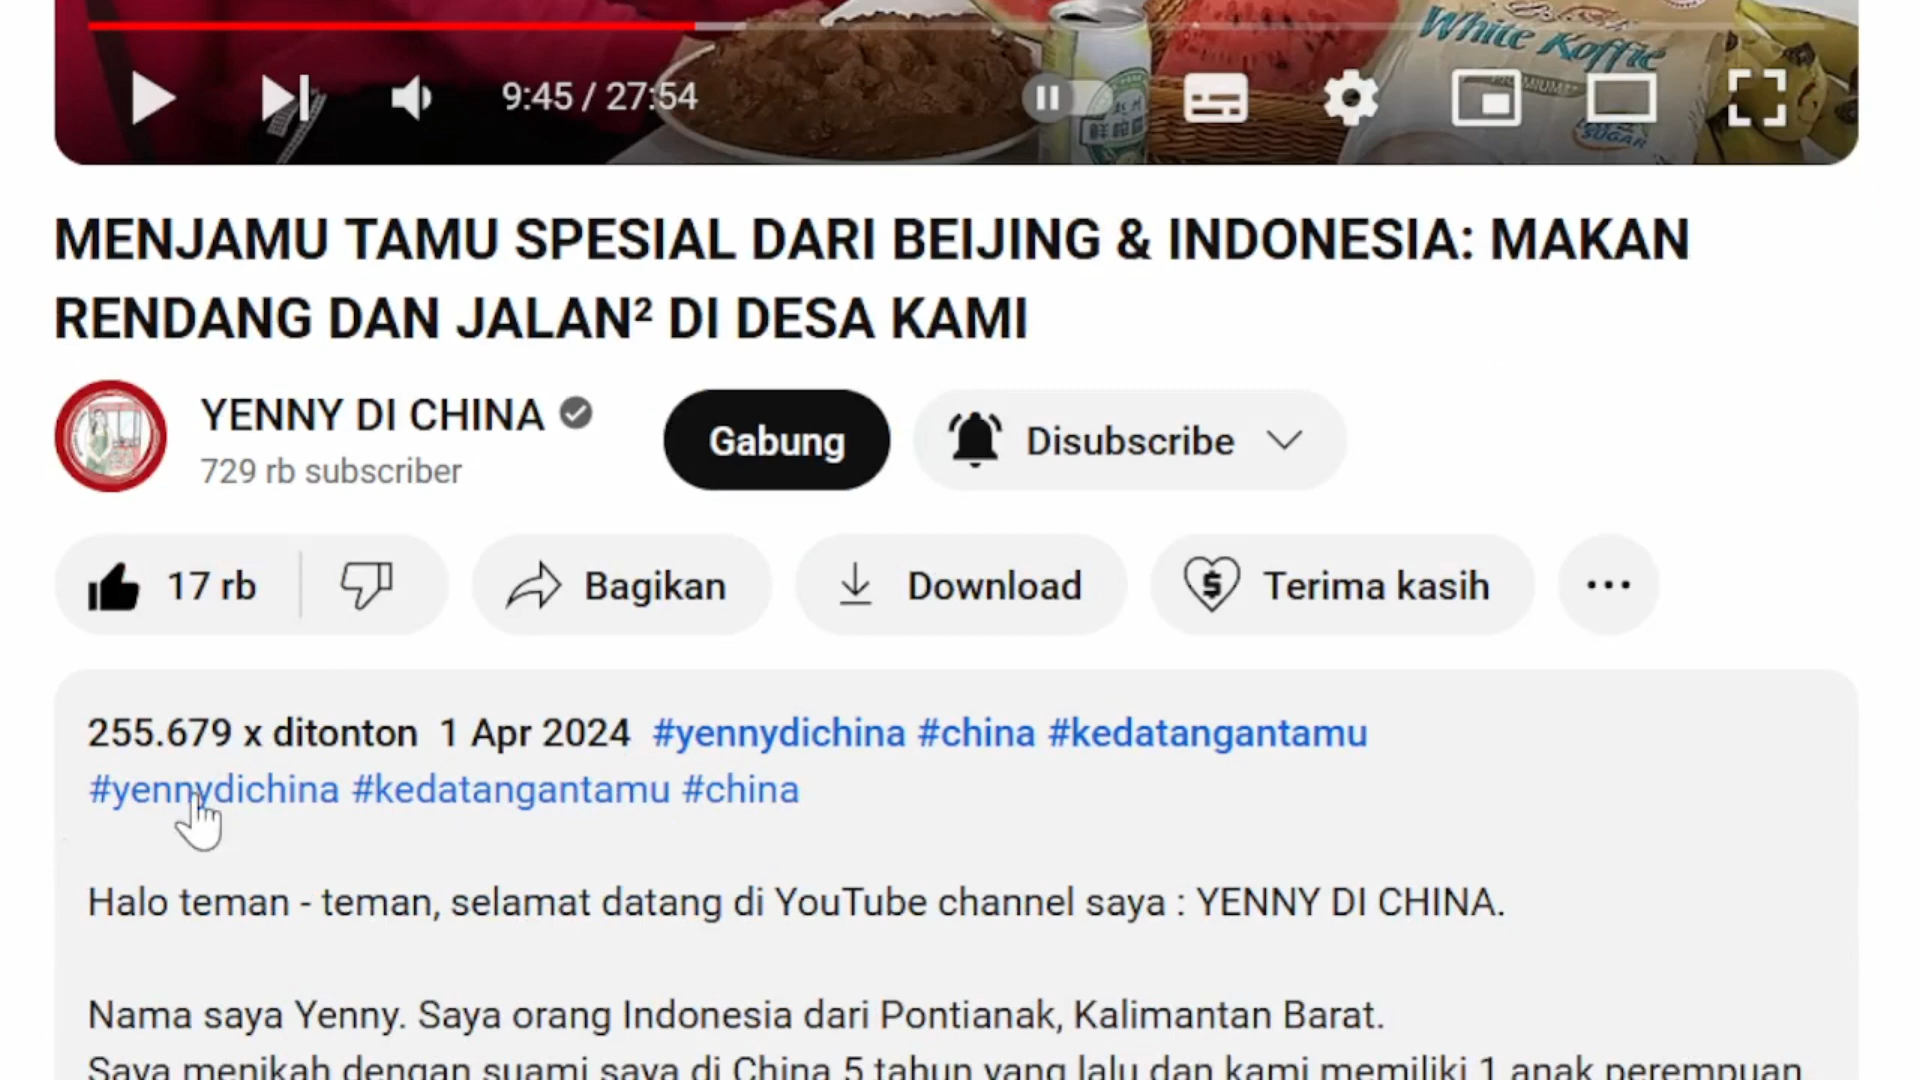 White Koffie
PREMIUM
SUGAR
9:45 / 27:54
MENJAMU TAMU SPESIAL DARI BEIJING & INDONESIA: MAKAN
RENDANG DAN JALAN² DI DESA KAMI
YENNY DI CHINA
729 rb subscriber
Gabung
Disubscribe
17 rb
Bagikan
Download
Terima kasih
255.679 x ditonton 1 Apr 2024 #yennydichina #china #kedatangantamu
#yennydichina #kedatangantamu #china
Halo teman - teman, selamat datang di YouTube channel saya : YENNY DI CHINA.
Nama saya Yenny. Saya orang Indonesia dari Pontianak, Kalimantan Barat.
Saya menikah dengan suami saya di China 5 tahun yang lalu dan kami memiliki 1 anak perempuan